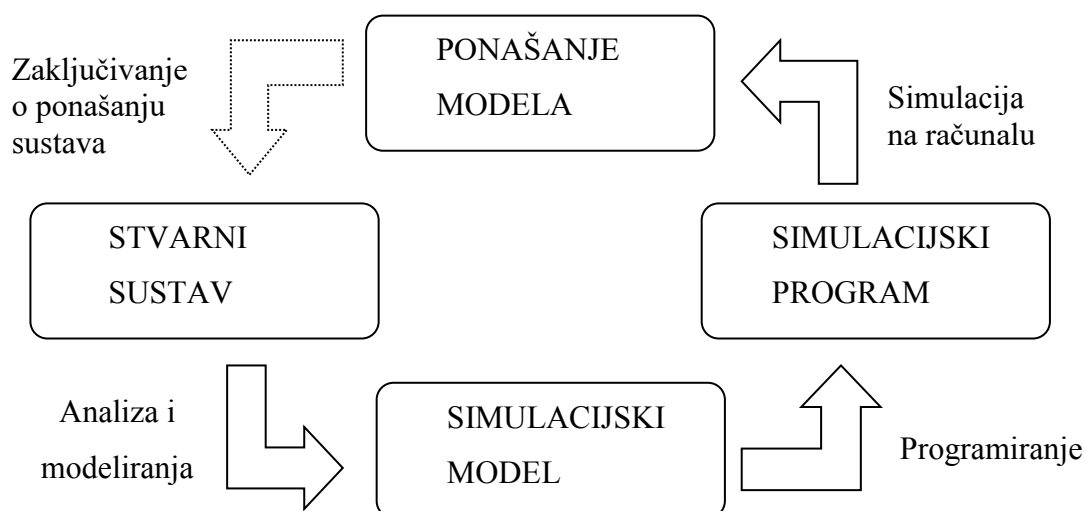 PONAŠANJE
MODELA
Zaključivanje
o ponašanju
sustava
Simulacija
na računalu
STVARNI
SUSTAV
SIMULACIJSKI
PROGRAM
Analiza i
modeliranja
SIMULACIJSKI
MODEL
Programiranje